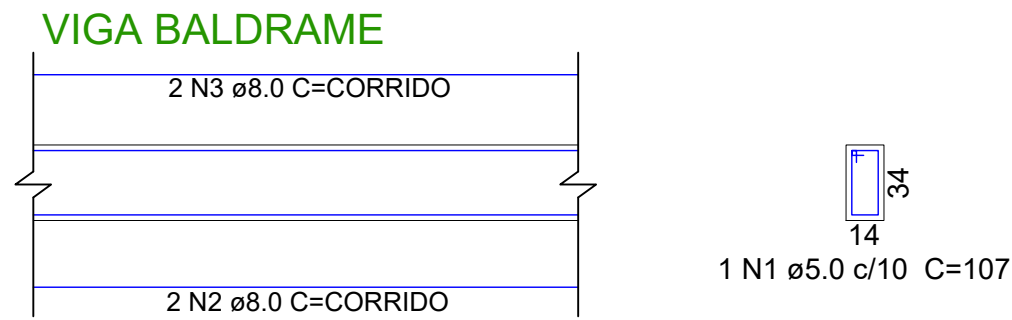 VIGA BALDRAME
2 N3 ø8.0 C=CORRIDO
34
14
1 N1 ø5.0 c/10 C=107
2 N2 ø8.0 C=CORRIDO